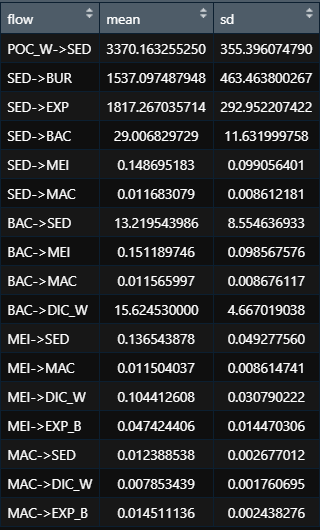 flow mean sd
POC_W->SED 3370.163255250 355.396074790
SED->BUR 1537.097487948 463.463800267
SED->EXP 1817.267035714 292.952207422
SED->BAC 29.006829729 11.631999758
SED->MEI 0.148695183 0.099056401
SED->MAC 0.011683079 0.008612181
BAC->SED 13.219543986 8.554636933
BAC->MEI 0.151189746 0.098567576
BAC->MAC 0.011565997 0.008676117
BAC->DIC_W 15.624530000 4.667019038
MEI->SED 0.136543878 0.049277560
MEI->MAC 0.011504037 0.008614741
MEI->DIC_W 0.104412608 0.030790222
MEI->EXP_B 0.047424406 0.014470306
MAC->SED 0.012388538 0.002677012
MAC->DIC_W 0.007853439 0.001760695
MAC->EXP_B 0.014511136 0.002438276